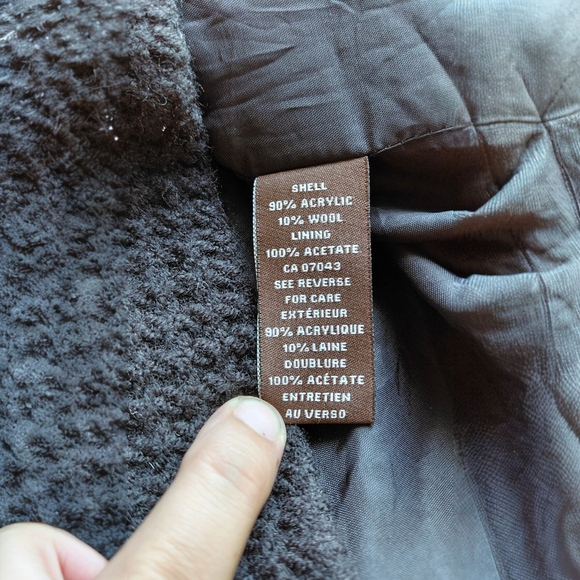 SHELL
90% ACRYLIC
10% WOOL
LINING
100% ACETATE
CA 07043
SEE REVERSE
FOR CARE
EXTÉRIEUR
90% ACRYLIQUE
10% LAINE
DOUBLURE
100% ACÉTATE
ENTRETIEN
AU VERSO